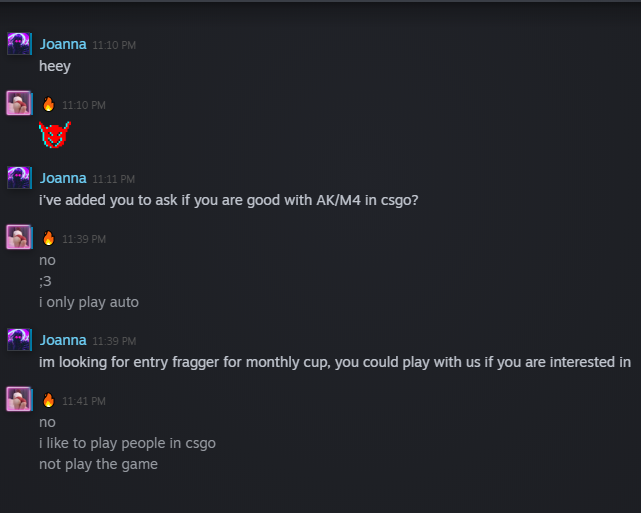 Joanna 11:10 PM
heey
🔥 11:10 PM
Joanna 11:11 PM
i've added you to ask if you are good with AK/M4 in csgo?
🔥 11:39 PM
no
;3
i only play auto
Joanna 11:39 PM
im looking for entry fragger for monthly cup, you could play with us if you are interested in
🔥 11:41 PM
no
i like to play people in csgo
not play the game